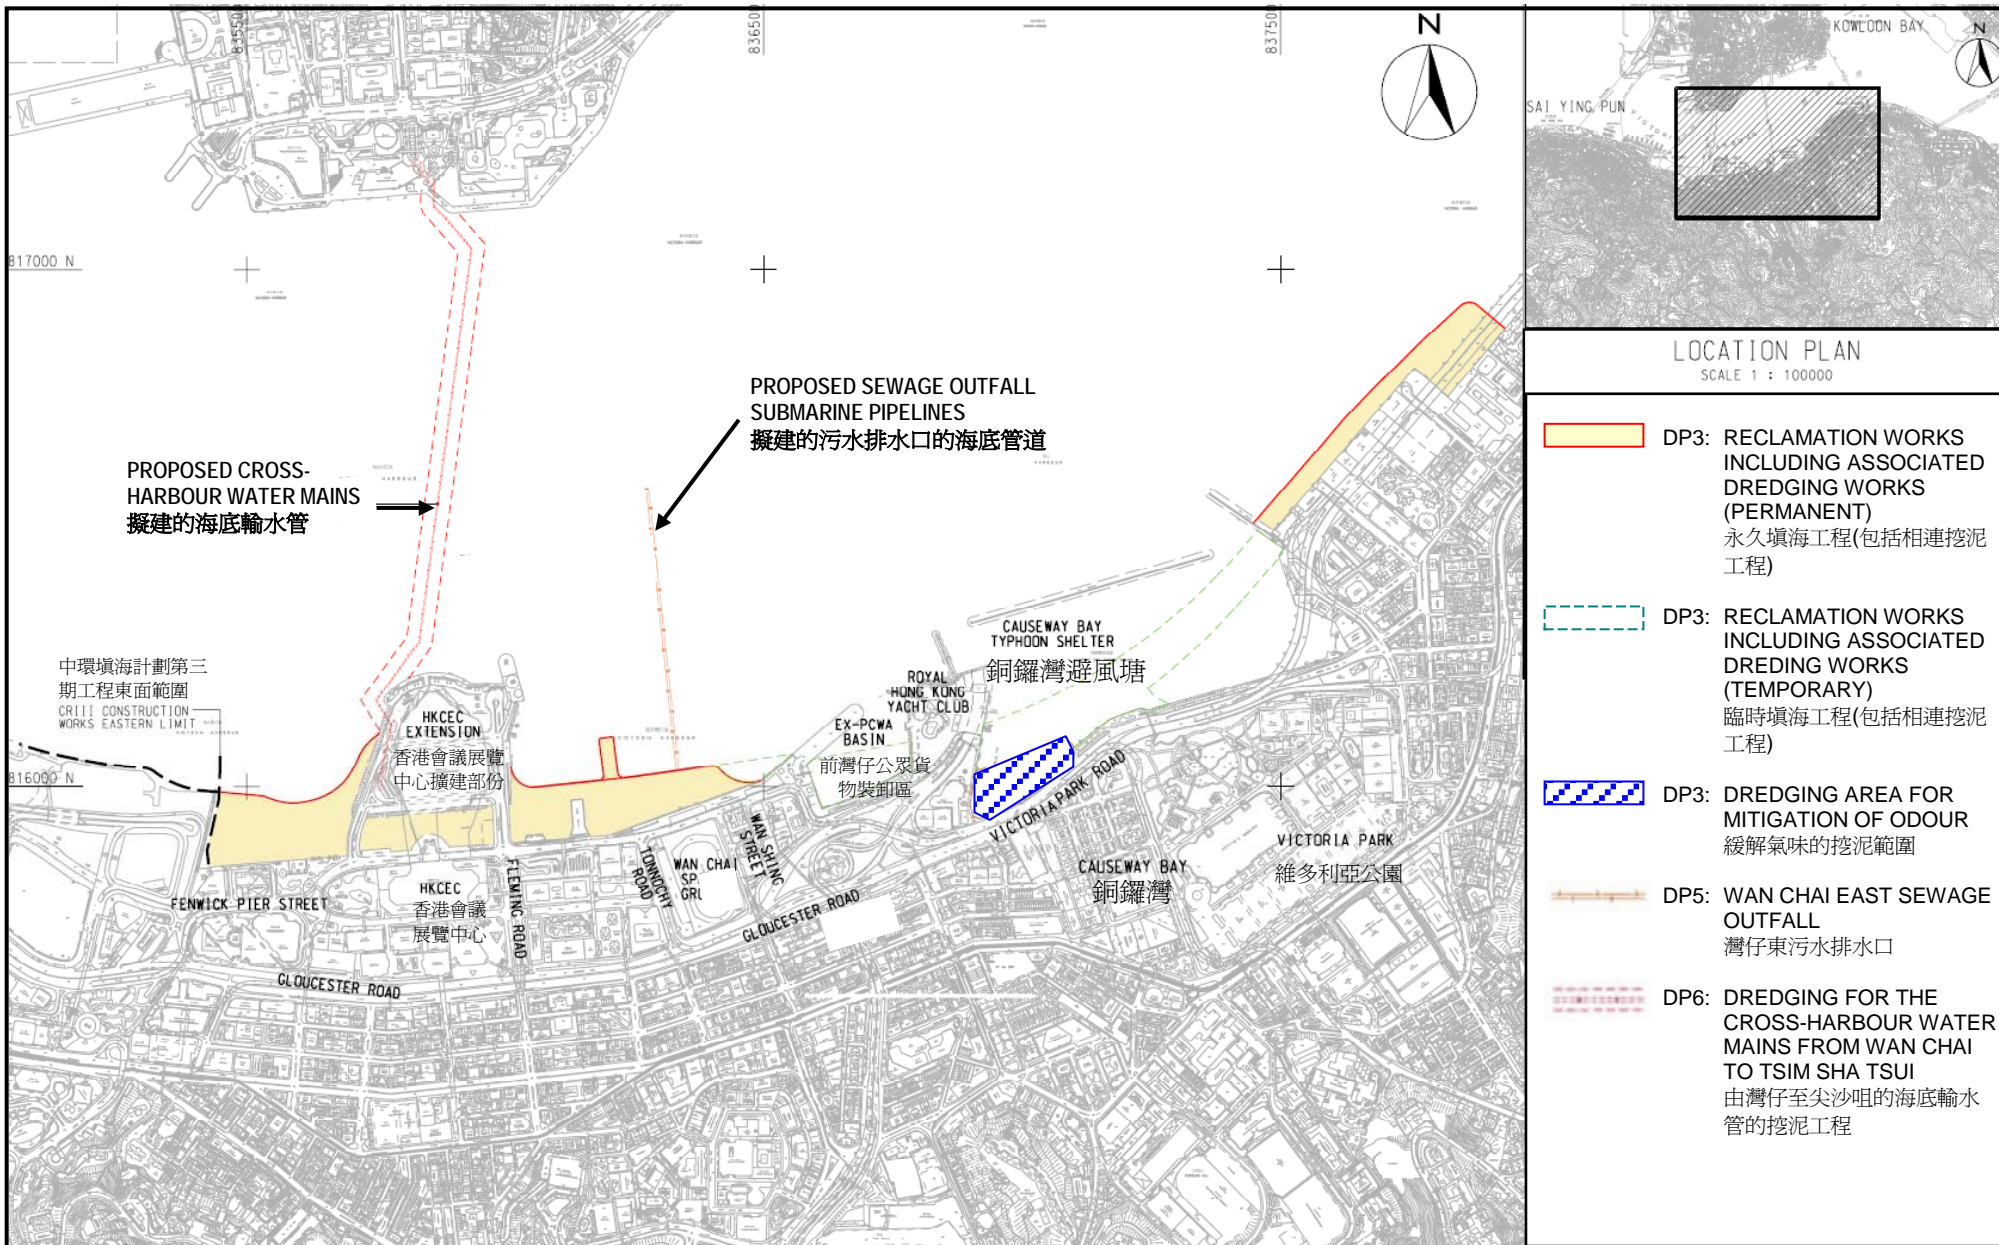 835500
836500
837500
N
817000 N
816000 N
PROPOSED CROSS-
HARBOUR WATER MAINS
擬建的海底輸水管
PROPOSED SEWAGE OUTFALL
SUBMARINE PIPELINES
擬建的污水排水口的海底管道
中環填海計劃第三
期工程東面範圍
CRIII CONSTRUCTION
WORKS EASTERN LIMIT
HKCEC
EXTENSION
香港會議展覽
中心擴建部份
HKCEC
香港會議
展覽中心
FENWICK PIER STREET
GLOUCESTER ROAD
FLEMING ROAD
TONNOCHY
ROAD
WAN CHAI
SP.
GRL
WAN SHING
STREET
GLOUCESTER ROAD
EX-PCWA
BASIN
前灣仔公眾貨
物裝卸區
ROYAL
HONG KONG
YACHT CLUB
CAUSEWAY BAY
TYPHOON SHELTER
銅鑼灣避風塘
VICTORIA PARK ROAD
CAUSEWAY BAY
銅鑼灣
VICTORIA PARK
維多利亞公園
KOWLOON BAY
N
SAI YING PUN
LOCATION PLAN
SCALE 1 : 100000
DP3: RECLAMATION WORKS
INCLUDING ASSOCIATED
DREDGING WORKS
(PERMANENT)
永久填海工程(包括相連挖泥
工程)
DP3: RECLAMATION WORKS
INCLUDING ASSOCIATED
DREDING WORKS
(TEMPORARY)
臨時填海工程(包括相連挖泥
工程)
DP3: DREDGING AREA FOR
MITIGATION OF ODOUR
緩解氣味的挖泥範圍
DP5: WAN CHAI EAST SEWAGE
OUTFALL
灣仔東污水排水口
DP6: DREDGING FOR THE
CROSS-HARBOUR WATER
MAINS FROM WAN CHAI
TO TSIM SHA TSUI
由灣仔至尖沙咀的海底輸水
管的挖泥工程